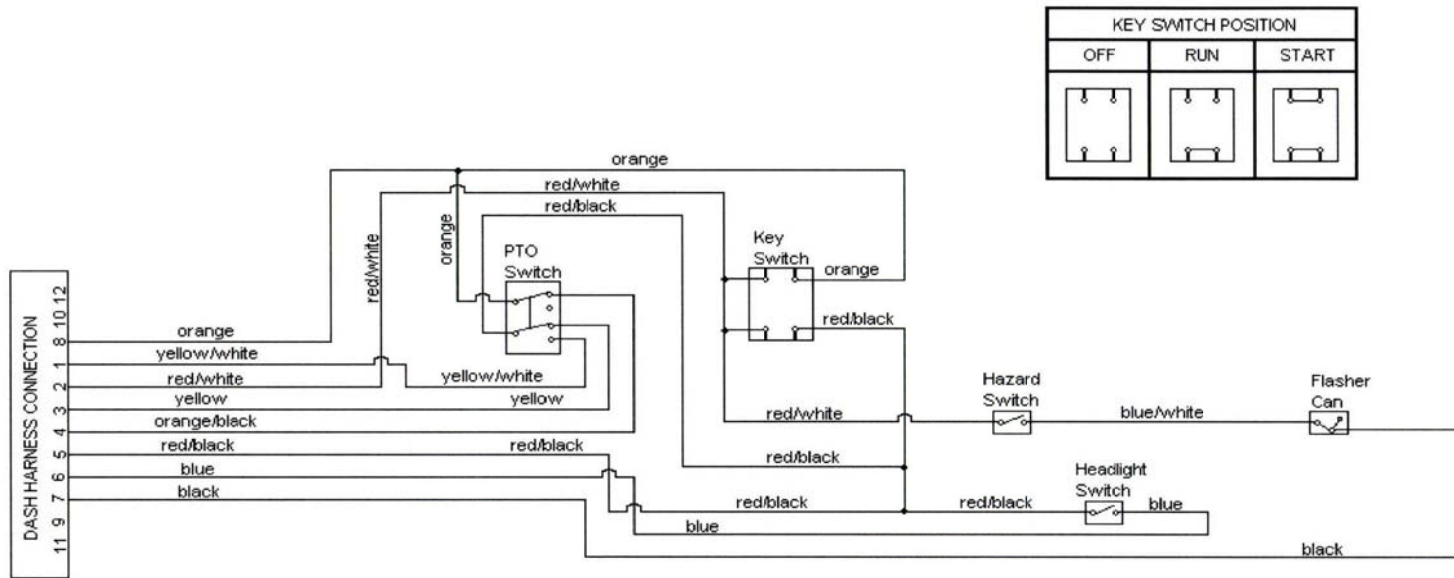 KEY SWITCH POSITION
OFF RUN START
orange
red/white
red/black
red/white
orange
PTO
Switch
Key
Switch
orange
red/black
DASH HARNESS CONNECTION
12
10
8
1
2
3
4
5
6
7
9
11
orange
yellow/white
red/white
yellow/white
yellow
yellow
orange/black
red/black
red/black
blue
black
Hazard
Switch
Flasher
Can
red/white
blue/white
red/black
Headlight
Switch
red/black
red/black
blue
blue
black